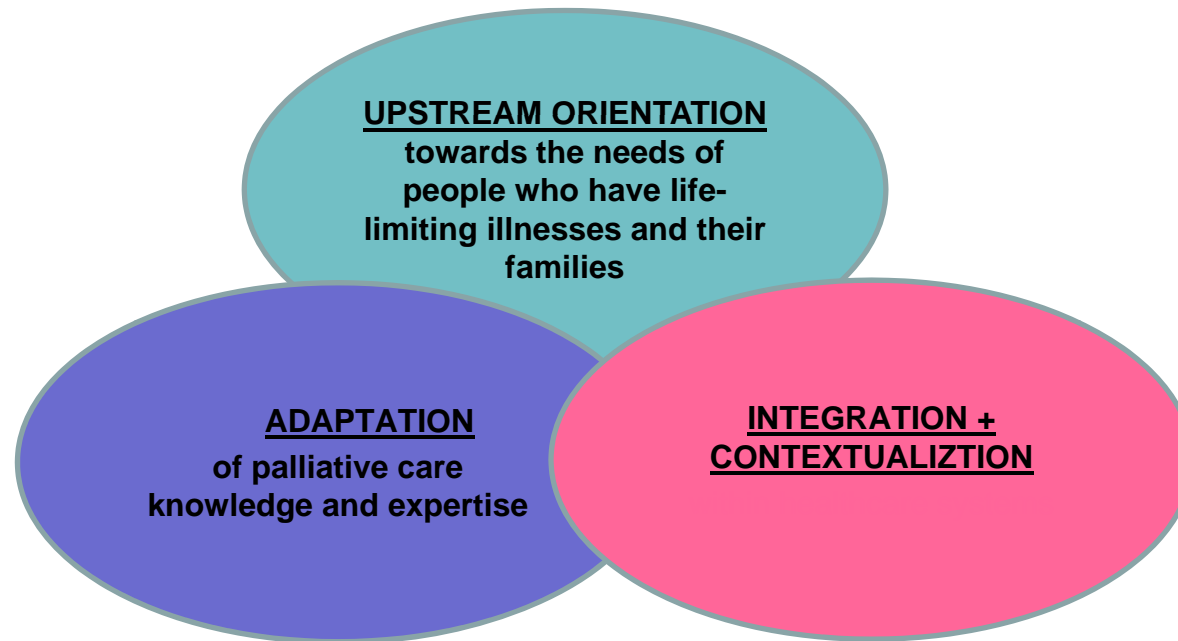 UPSTREAM ORIENTATION
towards the needs of
people who have life-
limiting illnesses and their
families
ADAPTATION
of palliative care
knowledge and expertise
INTEGRATION +
CONTEXTUALIZTION